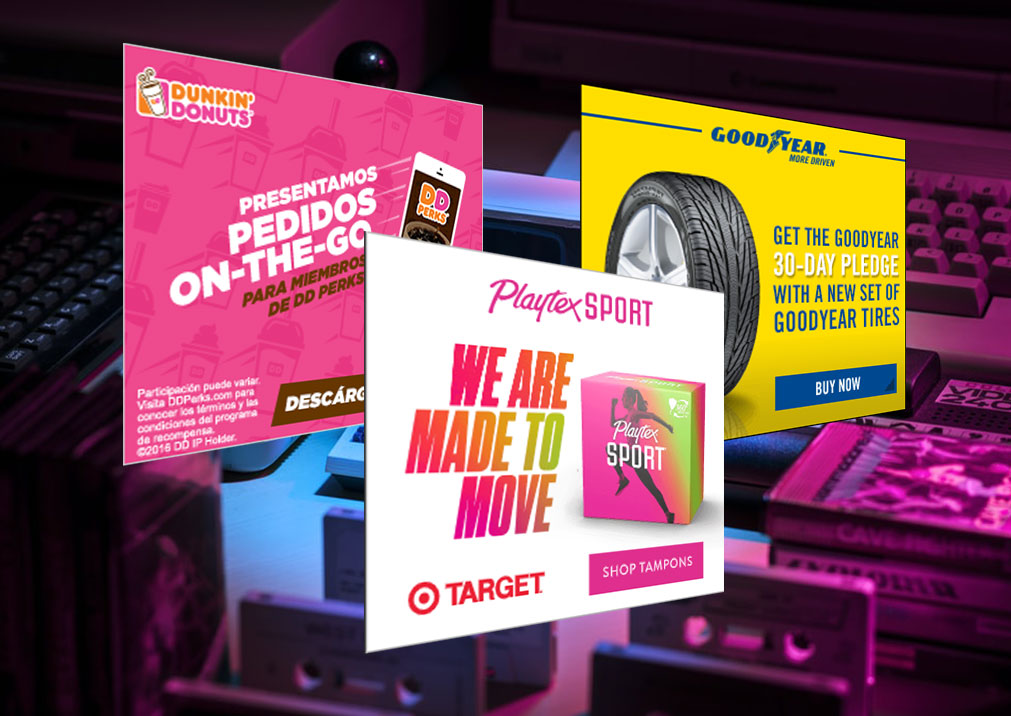 DUNKIN'
DONUTS
PRESENTAMOS
PEDIDOS
ON-THE-GO
PARA MIEMBROS
DE DD PERKS
DD
PERKS
Participación puede variar.
Visita DDPerks.com para
conocer los términos y las
condiciones del programa
de recompensa.
©2016 DD IP Holder.
DESCÁRG
GOODYEAR
MORE DRIVEN
GET THE GOODYEAR
30-DAY PLEDGE
WITH A NEW SET OF
GOODYEAR TIRES
BUY NOW
Playtex SPORT
WE ARE
MADE TO
MOVE
Playtex
SPORT
360°
TARGET
SHOP TAMPONS